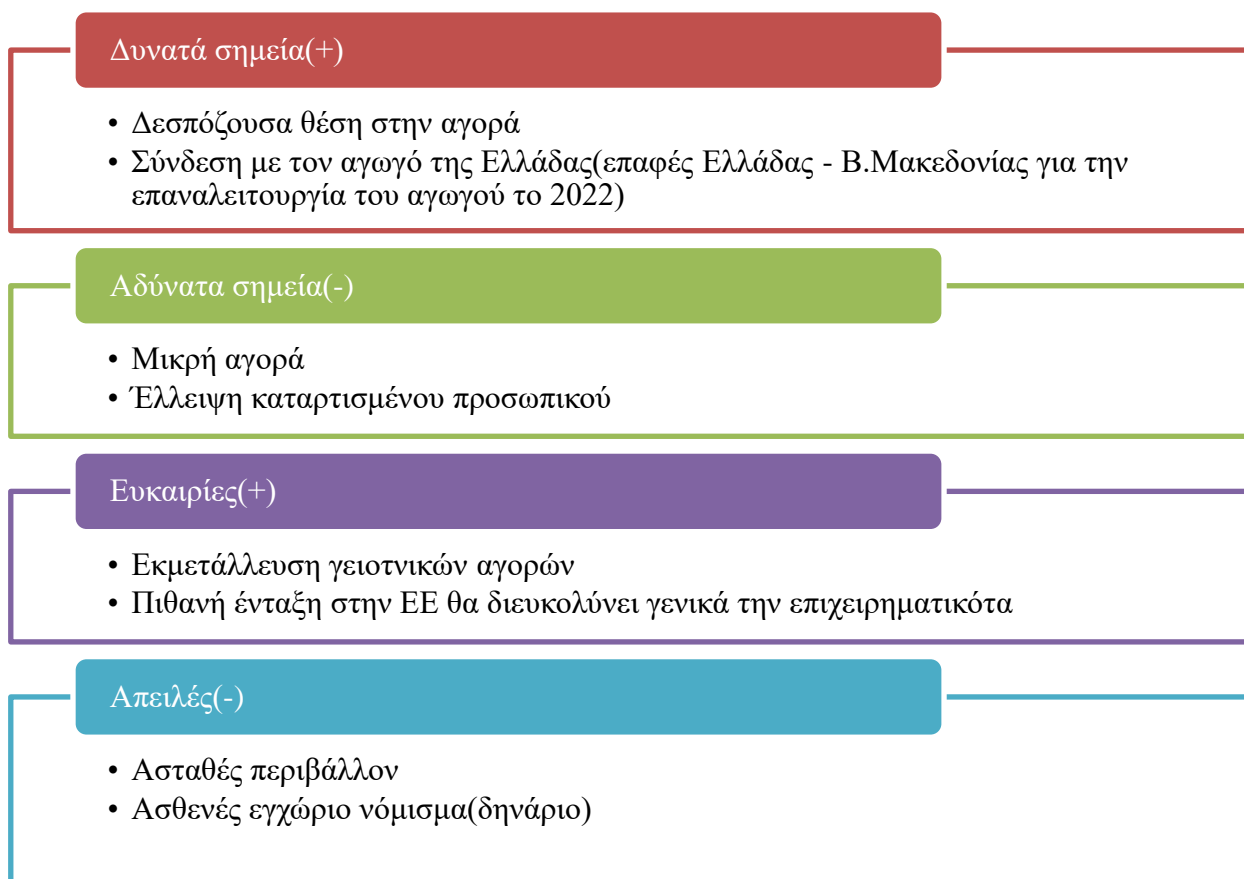 Δυνατά σημεία(+)
• Δεσπόζουσα θέση στην αγορά
• Σύνδεση με τον αγωγό της Ελλάδας(επαφές Ελλάδας - Β.Μακεδονίας για την
επαναλειτουργία του αγωγού το 2022)
Αδύνατα σημεία(-)
• Μικρή αγορά
• Έλλειψη καταρτισμένου προσωπικού
Ευκαιρίες(+)
• Εκμετάλλευση γειοτνικών αγορών
• Πιθανή ένταξη στην ΕΕ θα διευκολύνει γενικά την επιχειρηματικότα
Απειλές(-)
• Ασταθές περιβάλλον
• Ασθενές εγχώριο νόμισμα(δηνάριο)